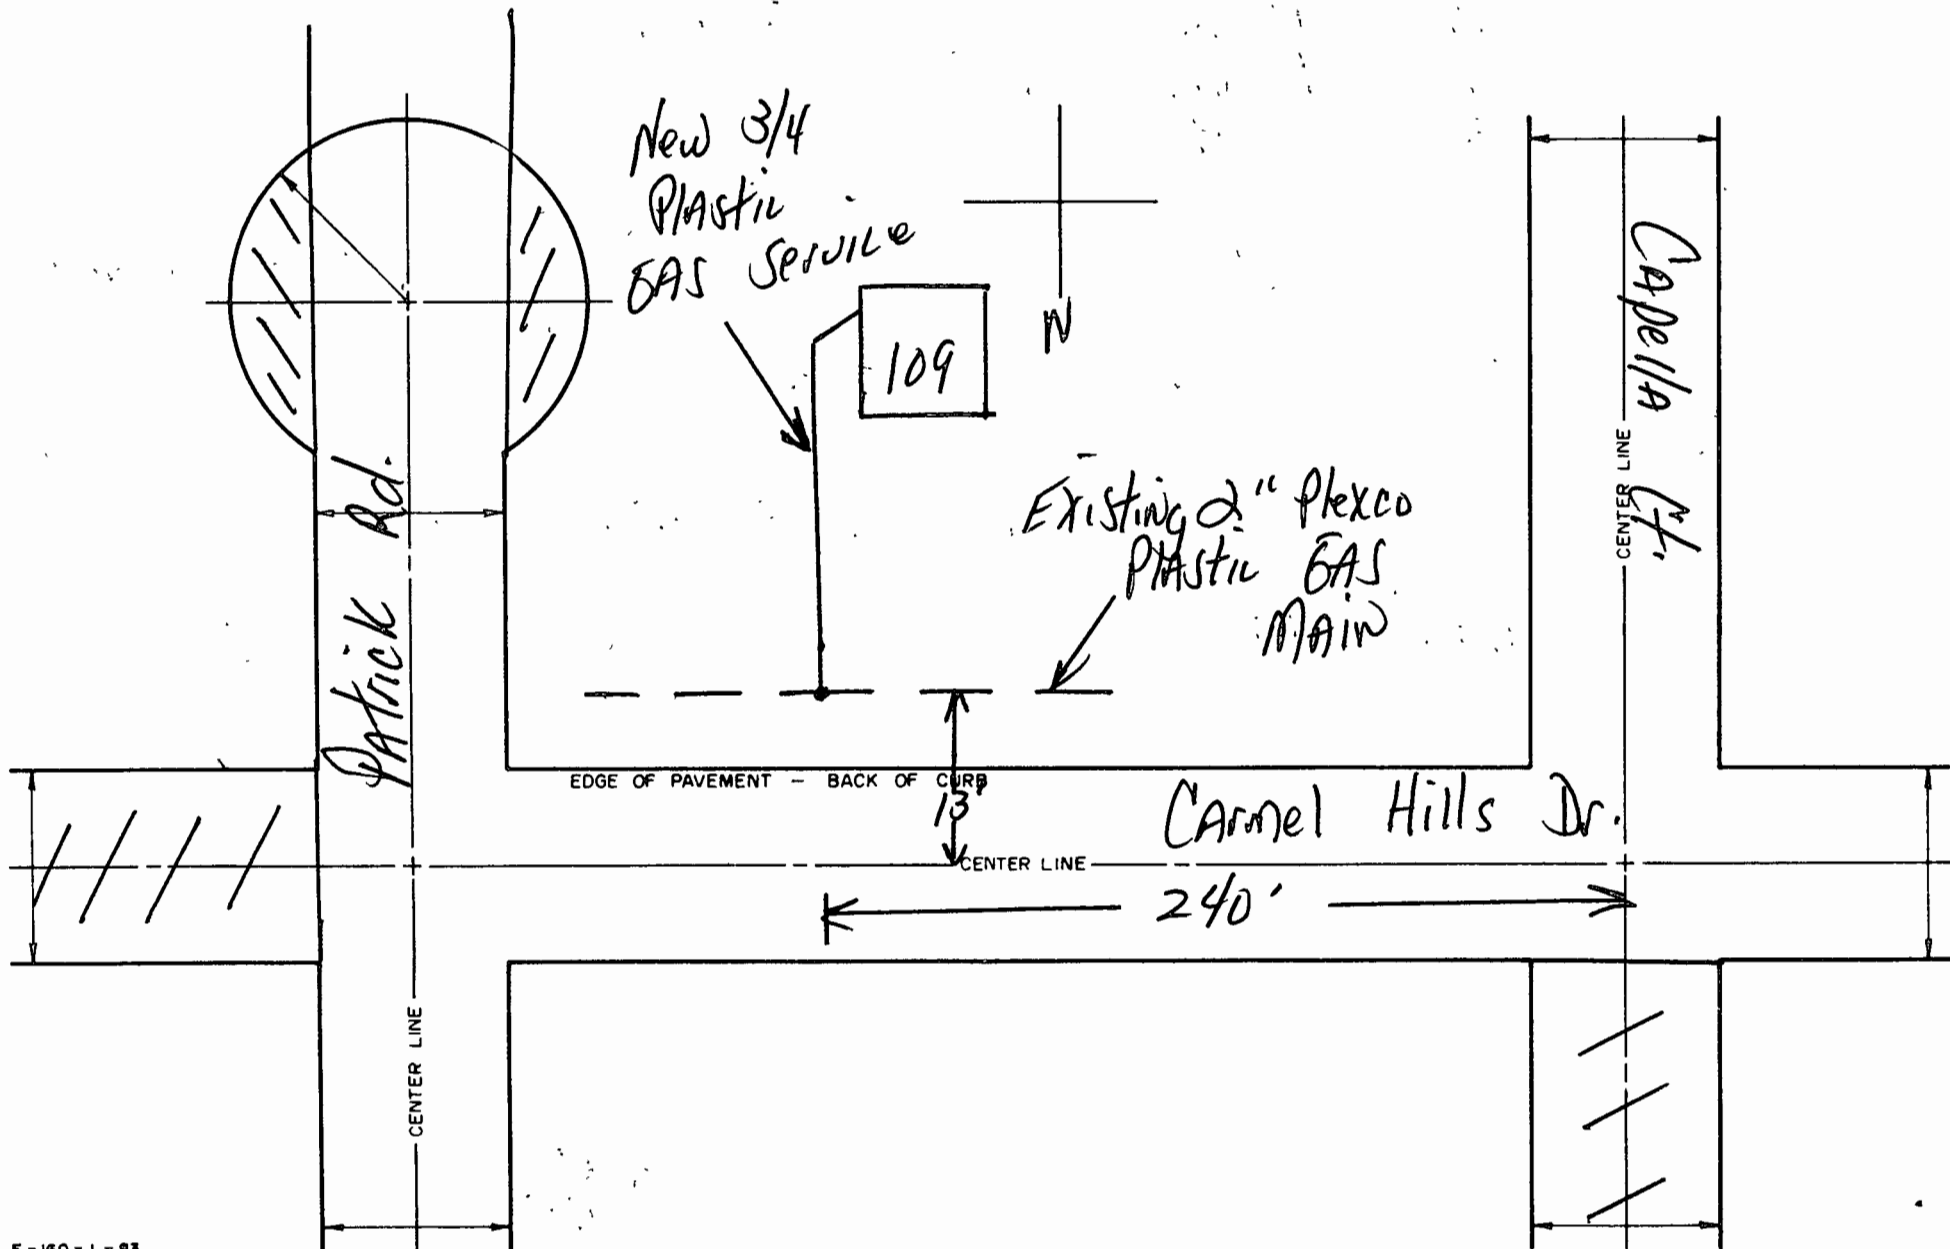 New 3/4
Plastic
GAS Service
N
109
Capella Ct.
CENTER LINE
Patrick Rd.
Existing 2" Plexco
Plastic GAS
MAIN
EDGE OF PAVEMENT — BACK OF CURB
13'
Carmel Hills Dr.
CENTER LINE
240'
CENTER LINE